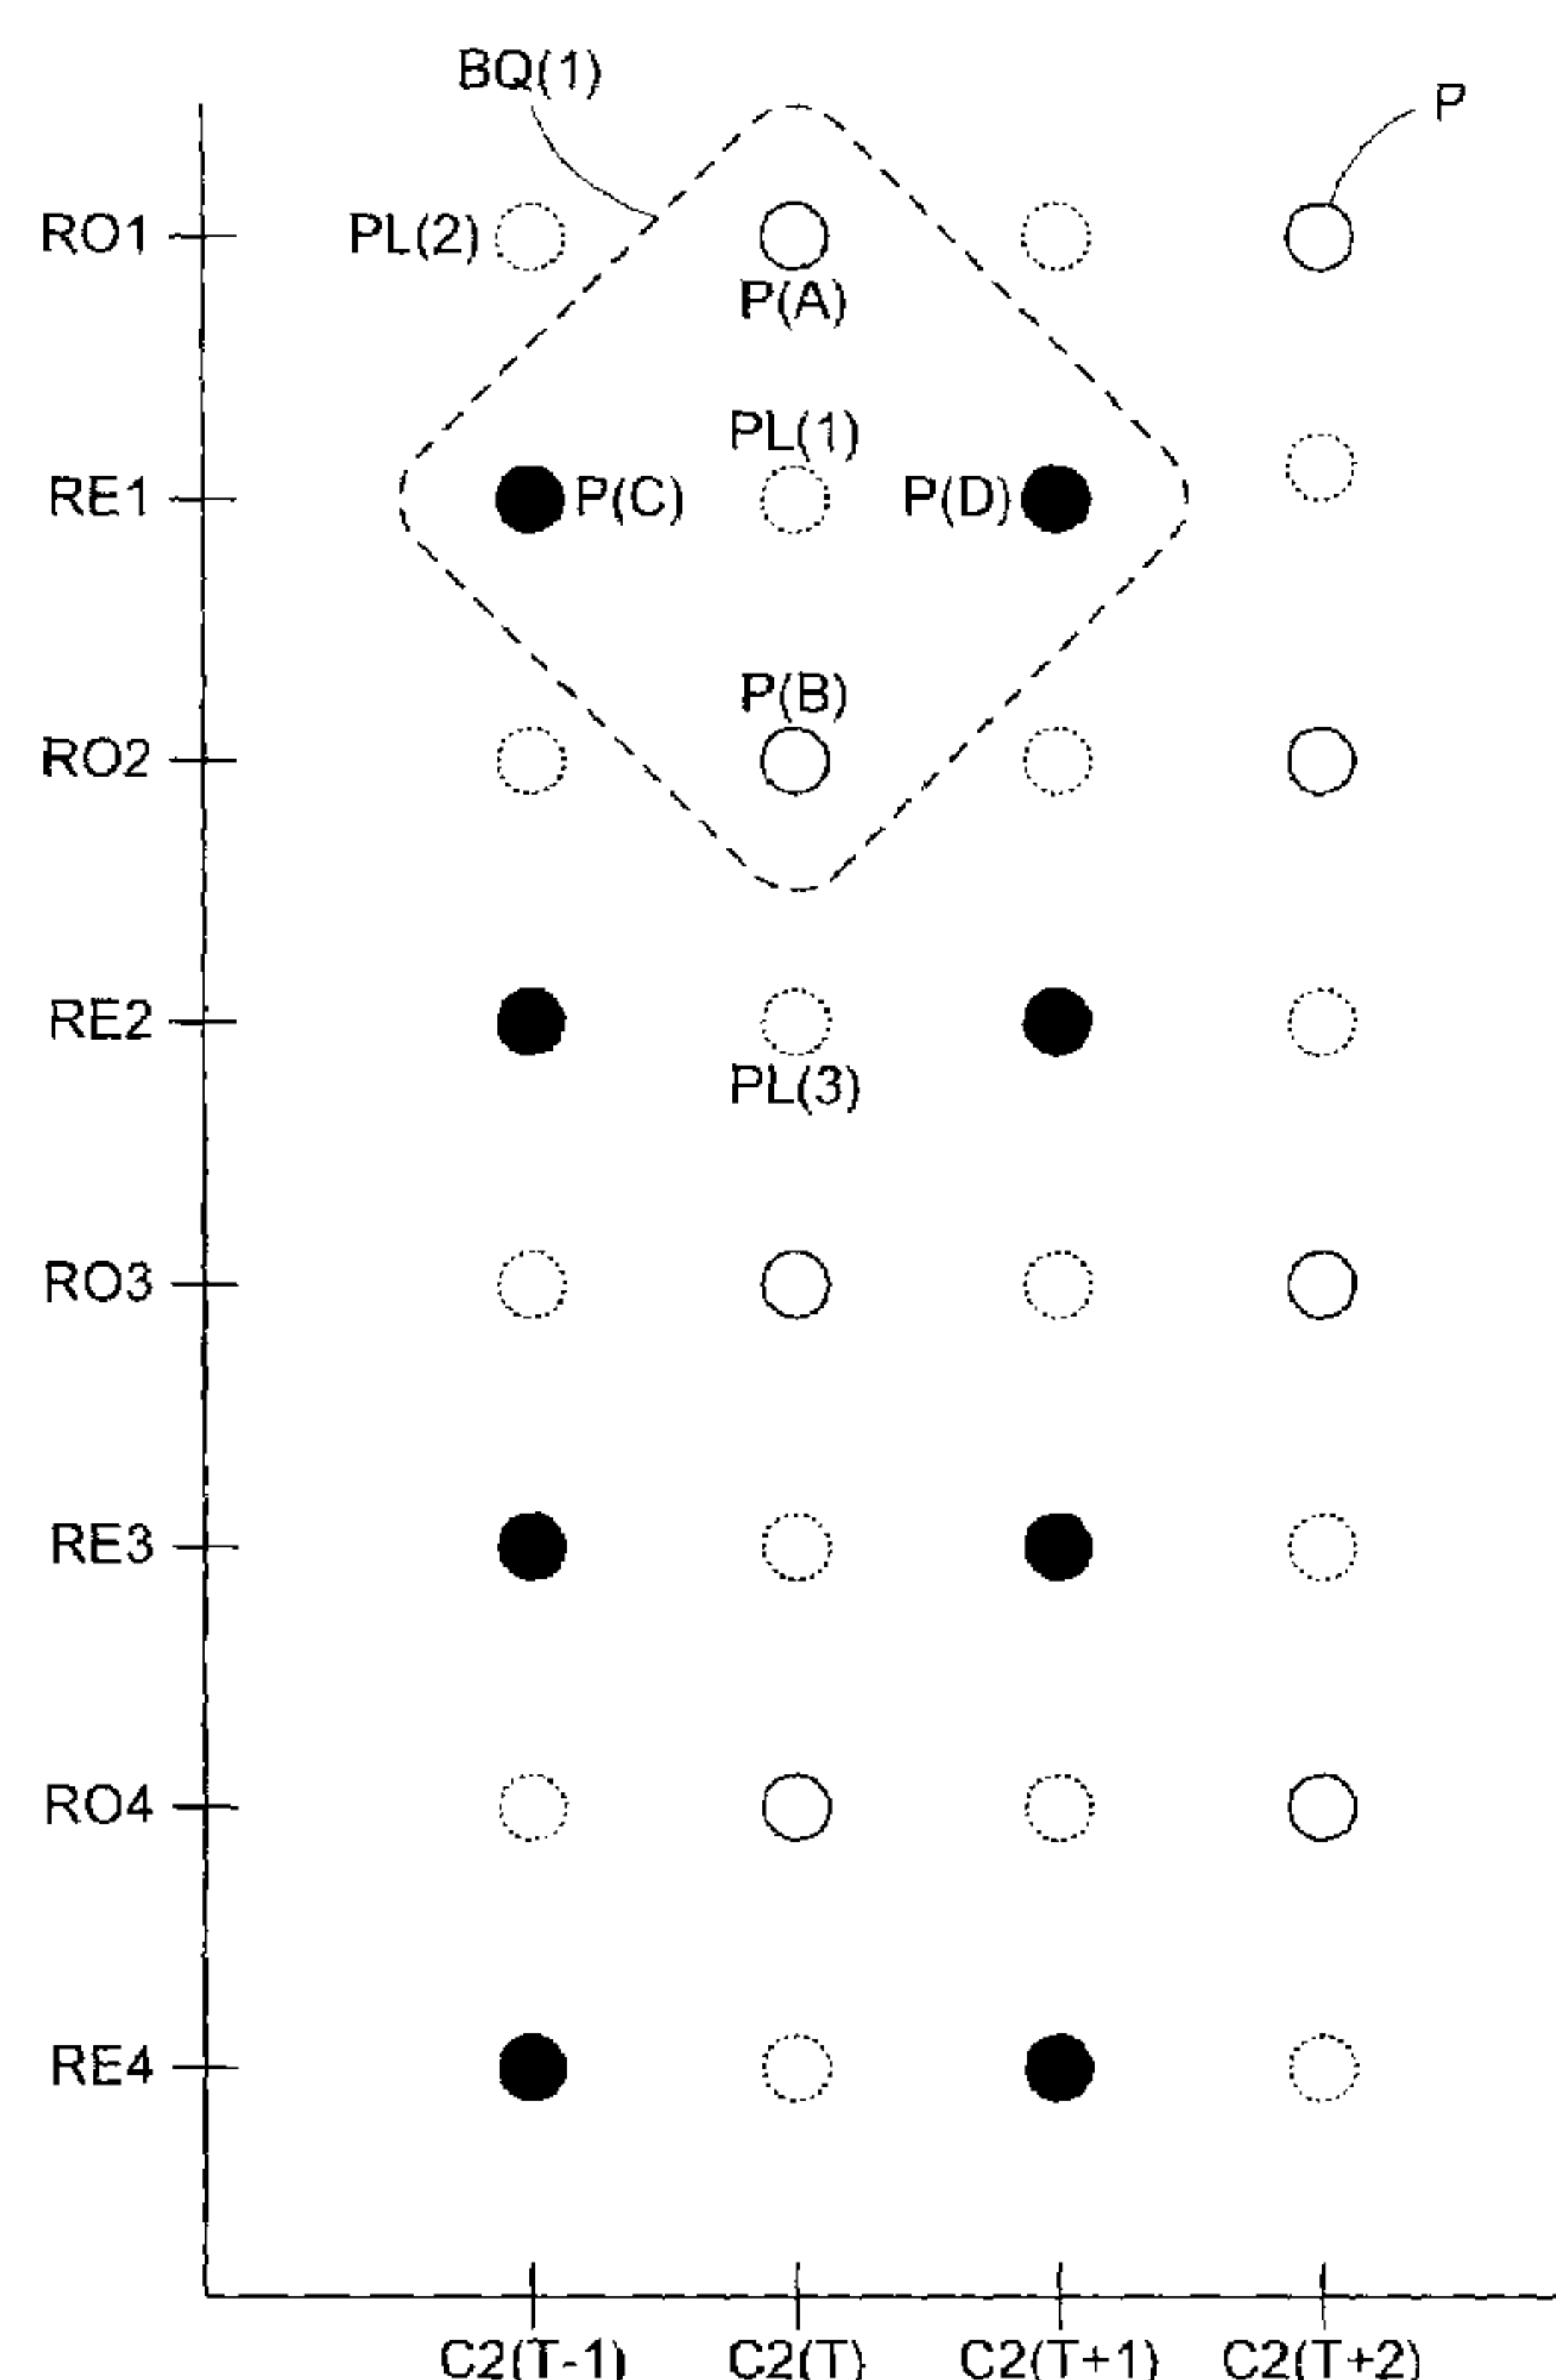 BQ(1)
P
RO1
PL(2)
P(A)
PL(1)
RE1
P(C)
P(D)
P(B)
RO2
RE2
PL(3)
RO3
RE3
RO4
RE4
C2(T-1)
C2(T)
C2(T+1)
C2(T+2)